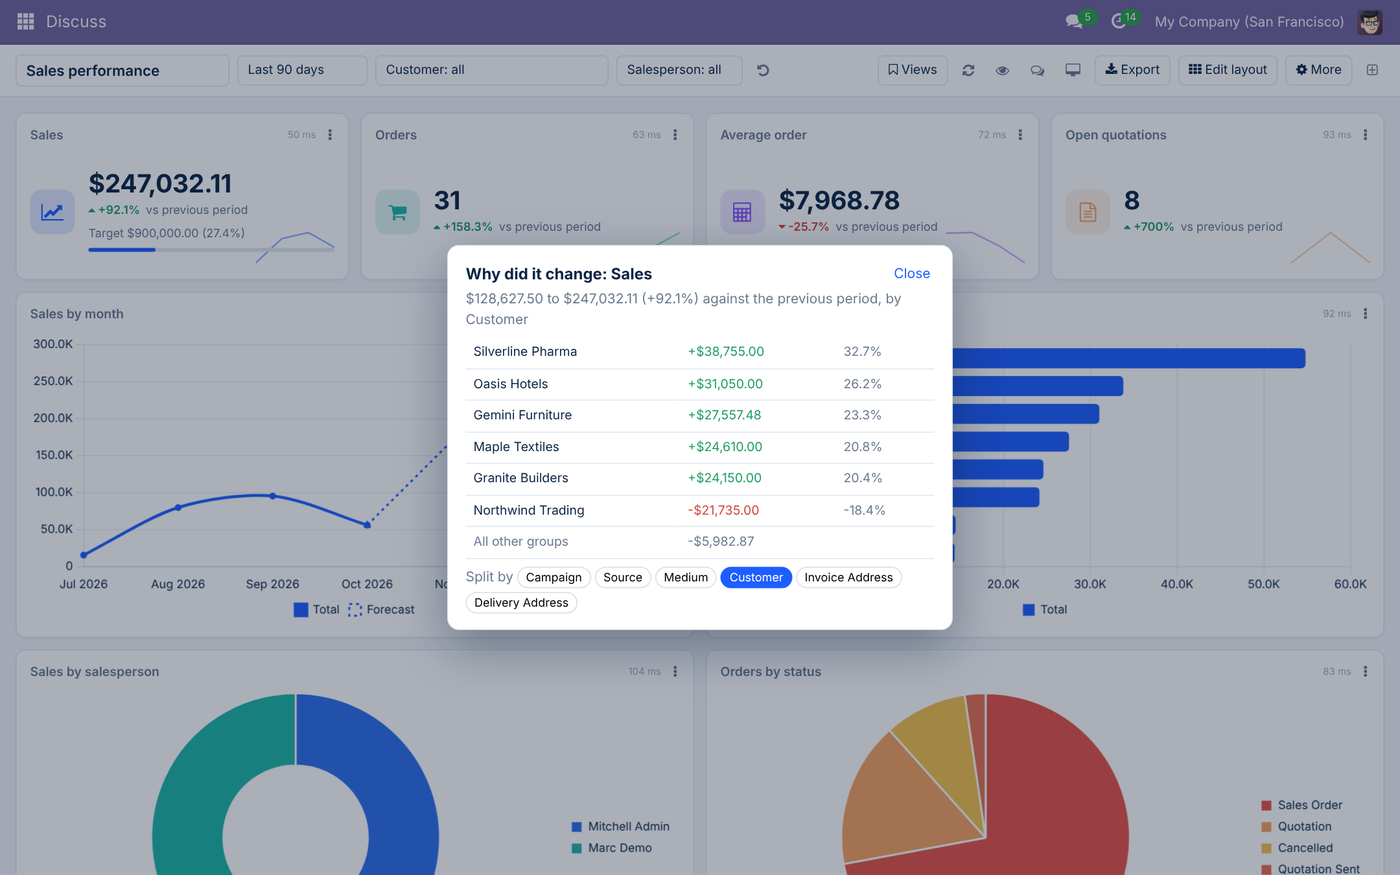 Discuss
5
14
My Company (San Francisco)
Sales performance
Last 90 days
Customer: all
Salesperson: all
Views
Export
Edit layout
More
Sales
50 ms
$247,032.11
+92.1% vs previous period
Target $900,000.00 (27.4%)
Orders
63 ms
31
+158.3% vs previous period
Average order
72 ms
$7,968.78
-25.7% vs previous period
Open quotations
93 ms
8
+700% vs previous period
Why did it change: Sales
Close
$128,627.50 to $247,032.11 (+92.1%) against the previous period, by
Customer
Silverline Pharma +$38,755.00 32.7%
Oasis Hotels +$31,050.00 26.2%
Gemini Furniture +$27,557.48 23.3%
Maple Textiles +$24,610.00 20.8%
Granite Builders +$24,150.00 20.4%
Northwind Trading -$21,735.00 -18.4%
All other groups -$5,982.87
Split by Campaign Source Medium Customer Invoice Address
Delivery Address
Sales by month
300.0K
250.0K
200.0K
150.0K
100.0K
50.0K
0
Jul 2026 Aug 2026 Sep 2026 Oct 2026
Total Forecast
92 ms
20.0K 30.0K 40.0K 50.0K 60.0K
Total
Sales by salesperson
104 ms
Mitchell Admin
Marc Demo
Orders by status
83 ms
Sales Order
Quotation
Cancelled
Quotation Sent